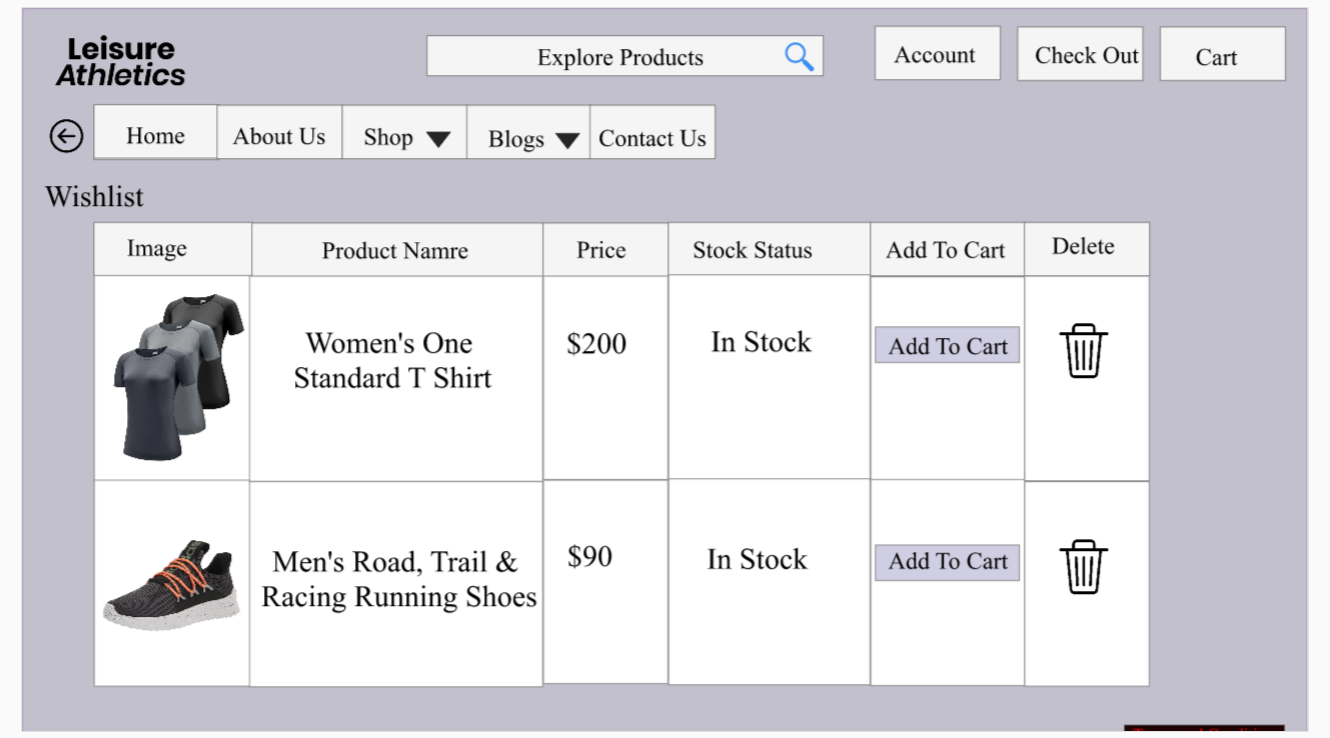 Leisure
Athletics
Explore Products
Account
Check Out
Cart
Home
About Us
Shop
Blogs
Contact Us
Wishlist
Image
Product Namre
Price
Stock Status
Add To Cart
Delete
Women's One
Standard T Shirt
$200
In Stock
Add To Cart
Men's Road, Trail &
Racing Running Shoes
$90
In Stock
Add To Cart